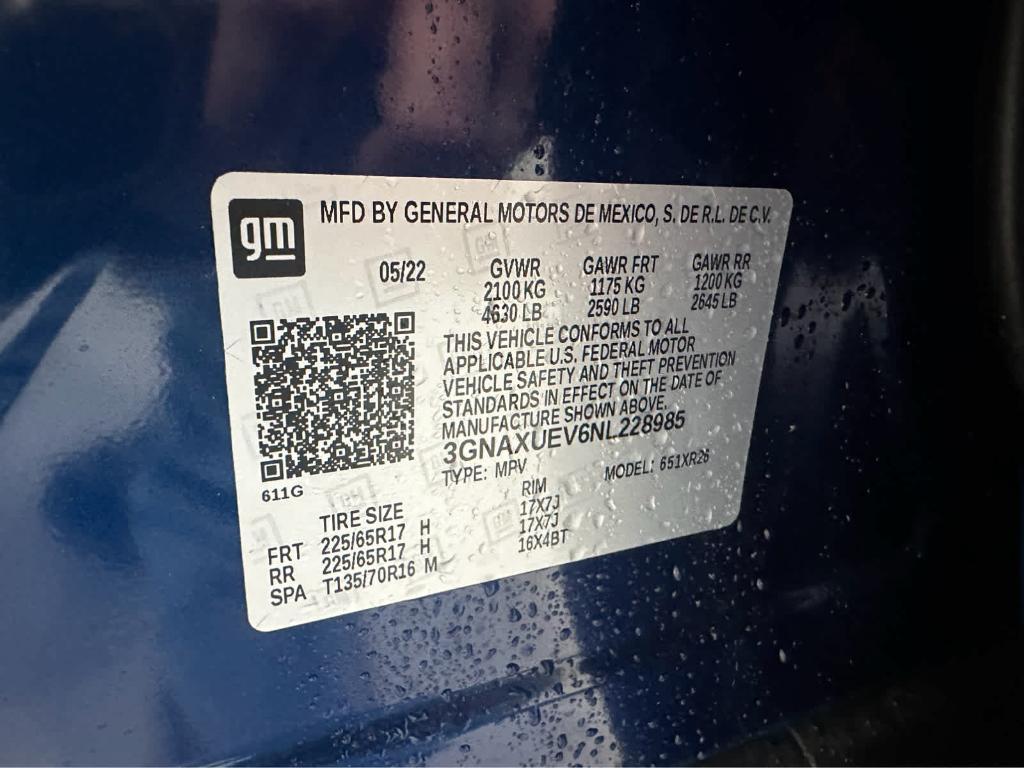 gm
MFD BY GENERAL MOTORS DE MEXICO, S. DE R.L. DE C.V.
05/22 GVWR GAWR FRT GAWR RR
2100 KG 1175 KG 1200 KG
4630 LB 2590 LB 2645 LB
THIS VEHICLE CONFORMS TO ALL
APPLICABLE U.S. FEDERAL MOTOR
VEHICLE SAFETY AND THEFT PREVENTION
STANDARDS IN EFFECT ON THE DATE OF
MANUFACTURE SHOWN ABOVE.
3GNAXUEV6NL228985
TYPE: MPV MODEL: 651XR26
611G
TIRE SIZE RIM
FRT 225/65R17 H 17X7J
RR 225/65R17 H 17X7J
SPA T135/70R16 M 16X4BT